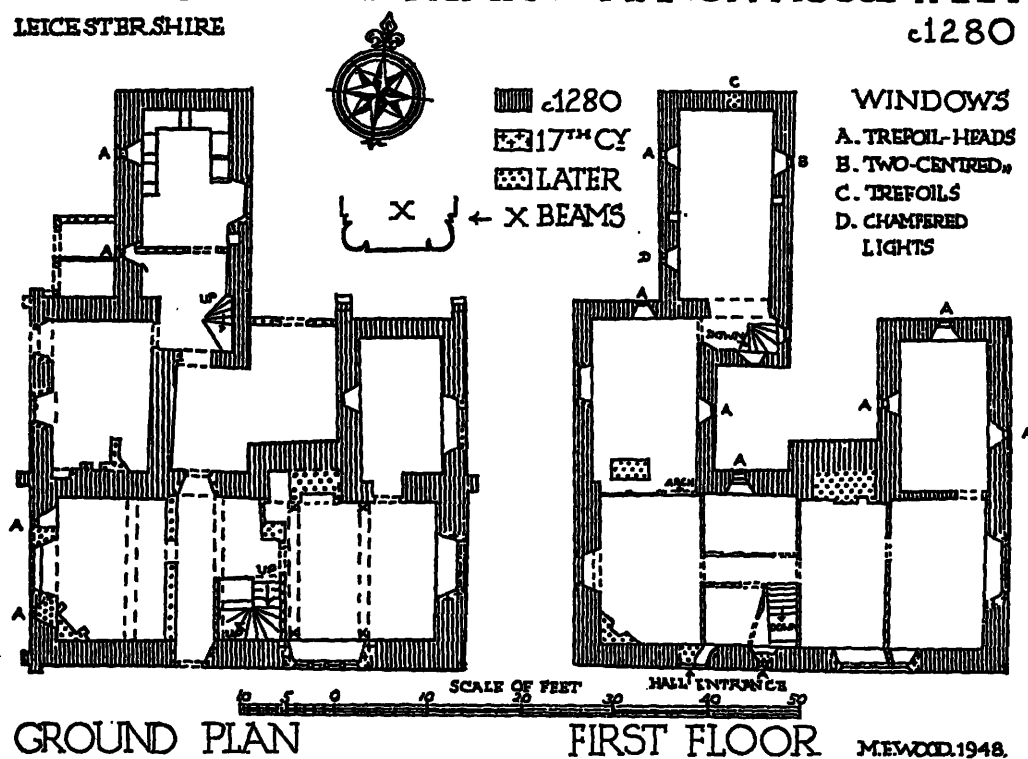 LEICESTERSHIRE
c1280
c1280
17TH CY
LATER
X
← X BEAMS
WINDOWS
A. TREFOIL-HEADS
B. TWO-CENTRED „
C. TREFOILS
D. CHAMFERED
LIGHTS
A
A
UP
A
A
UP
UP
C
A
B
D
A
DOWN
A
A
A
A
A
ARCH
DOWN
A
HALL ENTRANCE
SCALE OF FEET
10 5 0 10 20 30 40 50
GROUND PLAN
FIRST FLOOR
M.E.WOOD.1948.